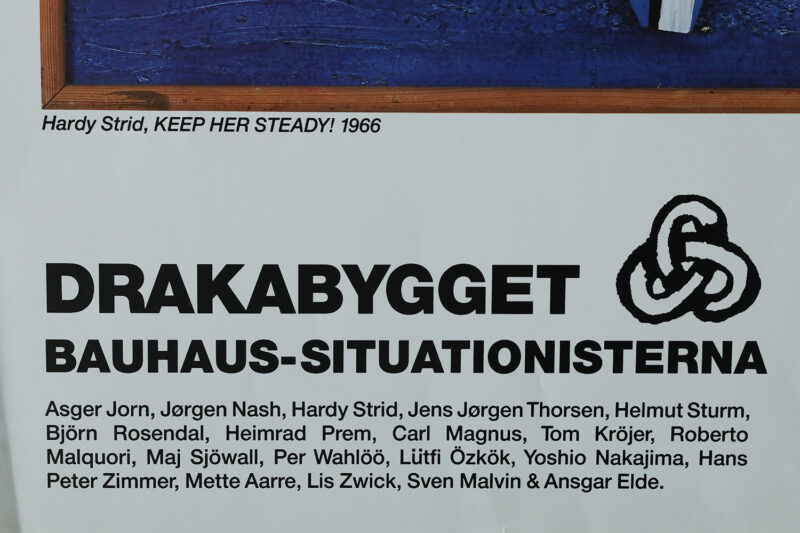 Hardy Strid, KEEP HER STEADY! 1966
DRAKABYGGET
BAUHAUS-SITUATIONISTERNA
Asger Jorn, Jørgen Nash, Hardy Strid, Jens Jørgen Thorsen, Helmut Sturm,
Björn Rosendal, Heimrad Prem, Carl Magnus, Tom Kröjer, Roberto
Malquori, Maj Sjöwall, Per Wahlöö, Lütfi Özkök, Yoshio Nakajima, Hans
Peter Zimmer, Mette Aarre, Lis Zwick, Sven Malvin & Ansgar Elde.